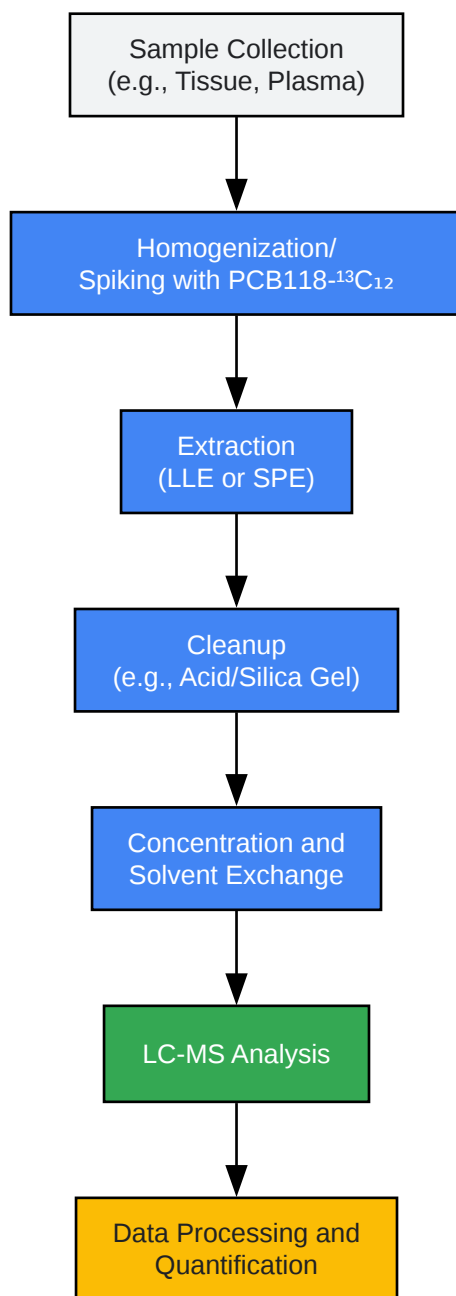 Sample Collection
(e.g., Tissue, Plasma)
Homogenization/
Spiking with PCB118-¹³C₁₂
Extraction
(LLE or SPE)
Cleanup
(e.g., Acid/Silica Gel)
Concentration and
Solvent Exchange
LC-MS Analysis
Data Processing and
Quantification